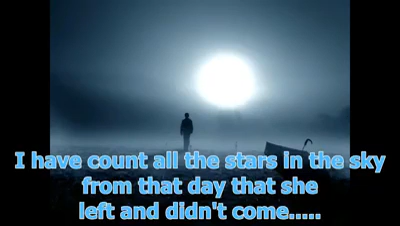 I have count all the stars in the sky
from that day that she
left and didn't come.....